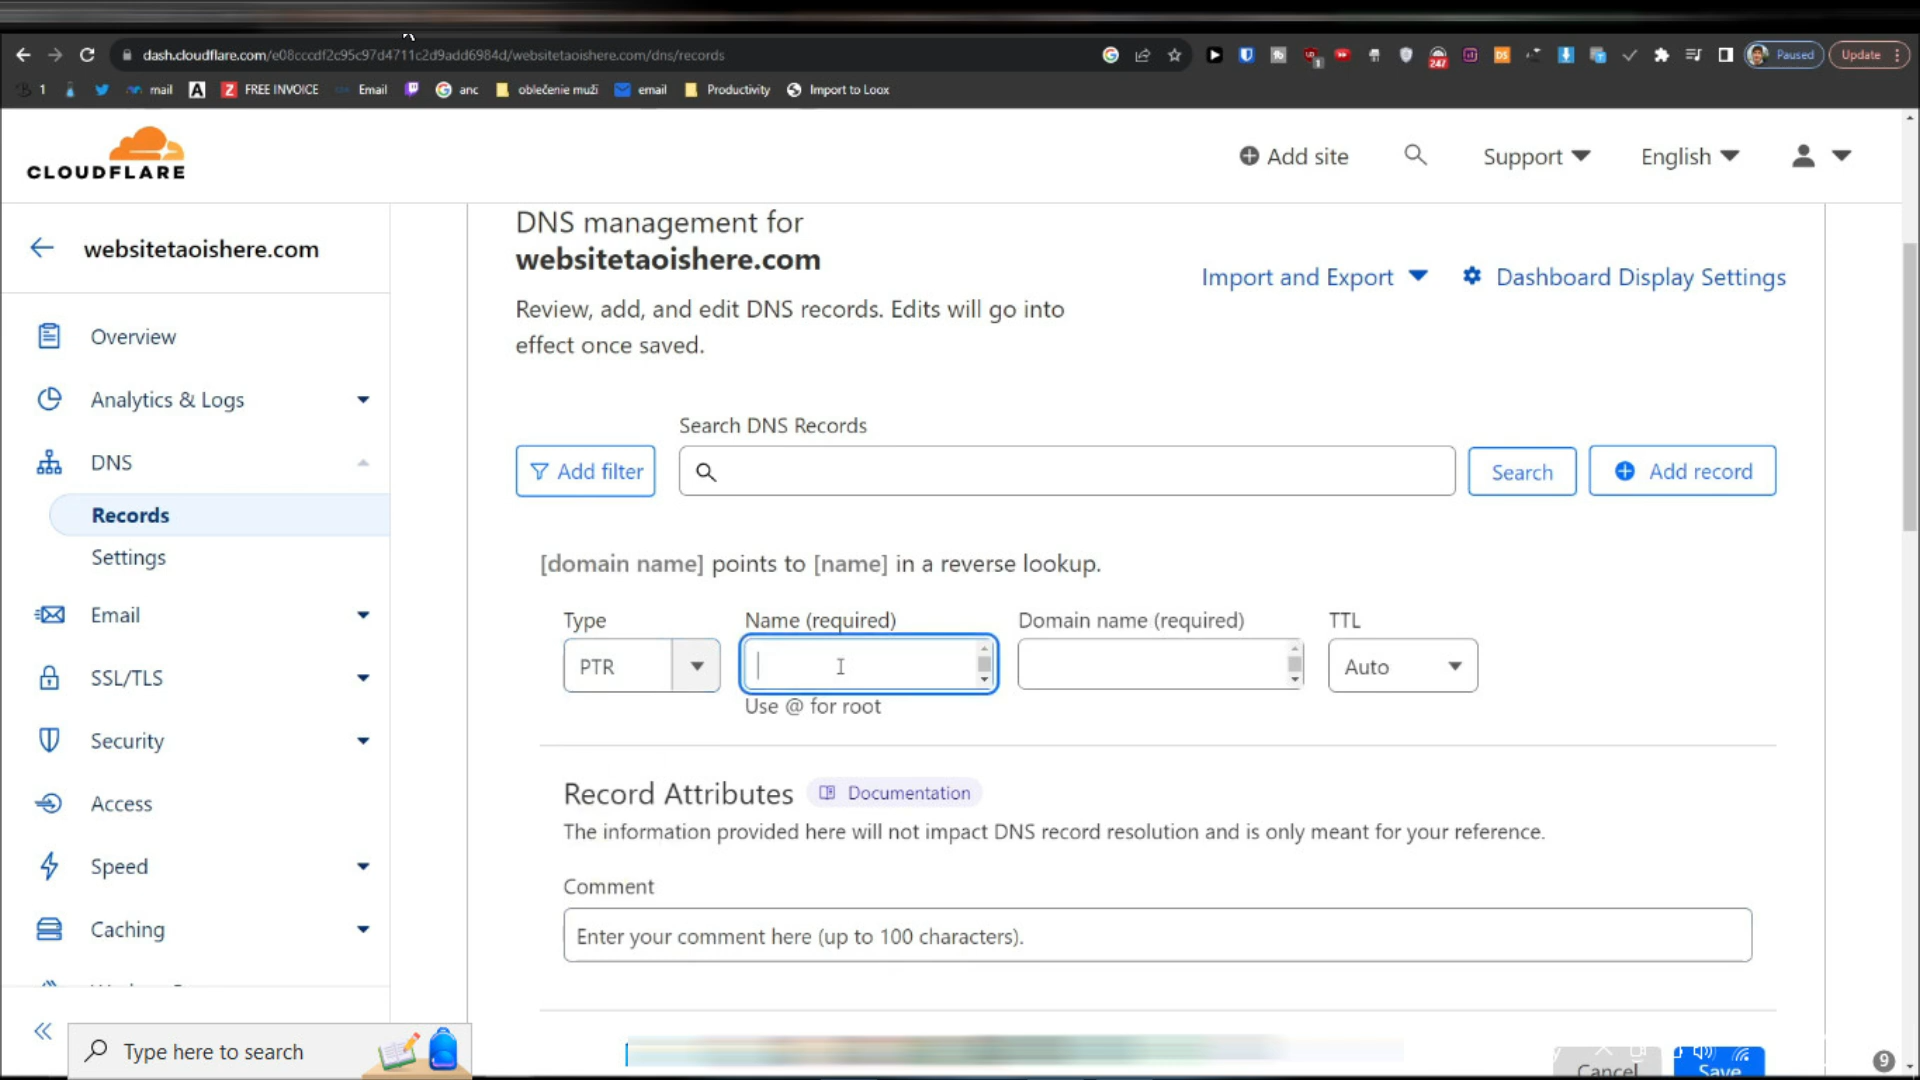 dash.cloudflare.com/e08cccdf2c95c97d4711c2d9add6984d/websitetaoishere.com/dns/records
1
247
DS
Paused
Update
1
mail
A
Z FREE INVOICE
Email
anc
oblečenie muži
email
Productivity
Import to Loox
CLOUDFLARE
Add site
Support
English
websitetaoishere.com
Overview
Analytics & Logs
DNS
Records
Settings
Email
SSL/TLS
Security
Access
Speed
Caching
DNS management for
websitetaoishere.com
Import and Export
Dashboard Display Settings
Review, add, and edit DNS records. Edits will go into
effect once saved.
Search DNS Records
Add filter
Search
Add record
[domain name] points to [name] in a reverse lookup.
Type
Name (required)
Domain name (required)
TTL
PTR
Auto
Use @ for root
Record Attributes
Documentation
The information provided here will not impact DNS record resolution and is only meant for your reference.
Comment
Enter your comment here (up to 100 characters).
Cancel
Save
Type here to search
9